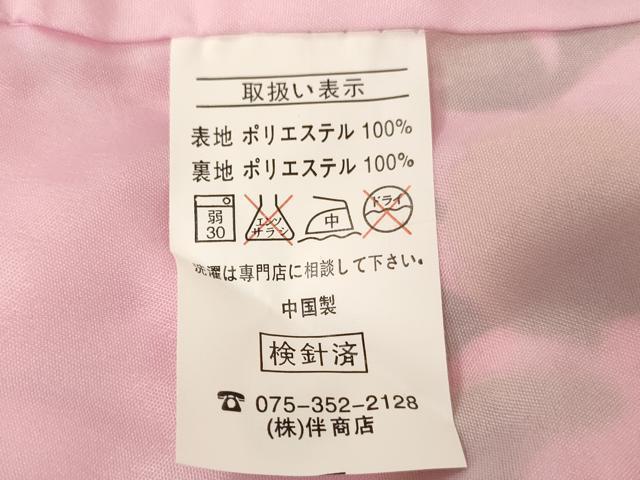 取扱い表示
表地 ポリエステル 100%
裏地 ポリエステル 100%
弱 30 エンソ サラシ 中 ドライ
洗濯は専門店に相談して下さい。
中国製
検針済
☎ 075-352-2128
(株)伴商店